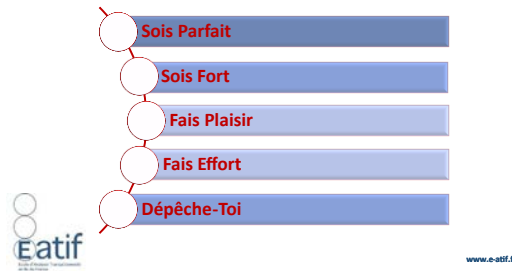 Sois Parfait
Sois Fort
Fais Plaisir
Fais Effort
Dépêche-Toi
Eatif
www.e-atif.f